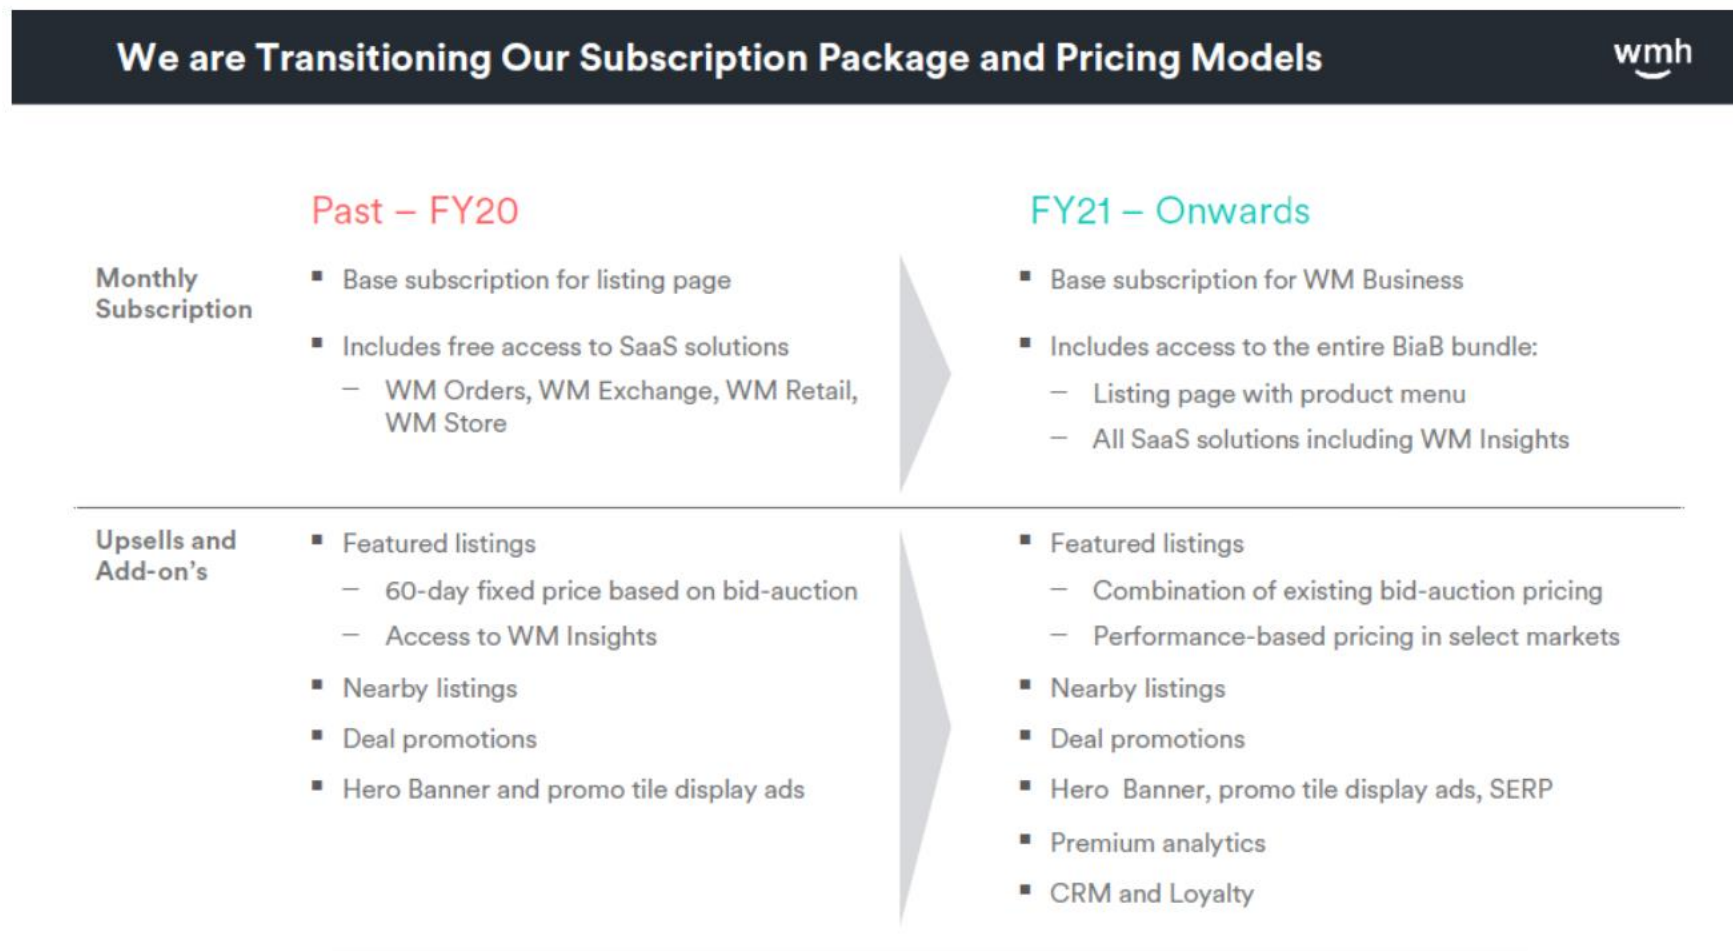 We are Transitioning Our Subscription Package and Pricing Models
wmh
Past – FY20
FY21 – Onwards
Monthly
Subscription
▪ Base subscription for listing page
▪ Includes free access to SaaS solutions
– WM Orders, WM Exchange, WM Retail,
WM Store
▪ Base subscription for WM Business
▪ Includes access to the entire BiaB bundle:
– Listing page with product menu
– All SaaS solutions including WM Insights
Upsells and
Add-on's
▪ Featured listings
– 60-day fixed price based on bid-auction
– Access to WM Insights
▪ Nearby listings
▪ Deal promotions
▪ Hero Banner and promo tile display ads
▪ Featured listings
– Combination of existing bid-auction pricing
– Performance-based pricing in select markets
▪ Nearby listings
▪ Deal promotions
▪ Hero Banner, promo tile display ads, SERP
▪ Premium analytics
▪ CRM and Loyalty